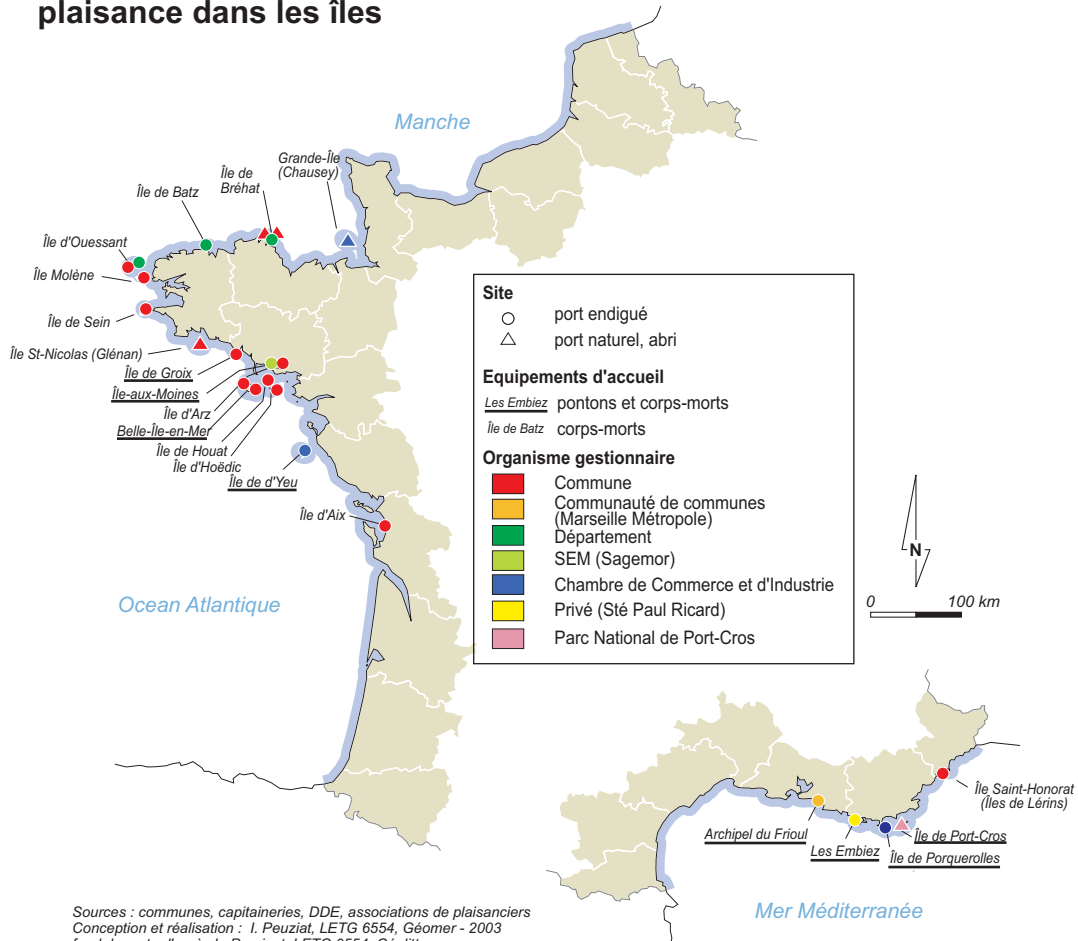 plaisance dans les îles
Manche
Grande-Île
(Chausey)
Île de
Bréhat
Île de Batz
Île d'Ouessant
Île Molène
Île de Sein
Île St-Nicolas (Glénan)
Île de Groix
Île-aux-Moines
Île d'Arz
Belle-Île-en-Mer
Île de Houat
Île d'Hoëdic
Île de d'Yeu
Île d'Aix
Ocean Atlantique
Site
port endigué
port naturel, abri
Equipements d'accueil
Les Embiez pontons et corps-morts
Île de Batz corps-morts
Organisme gestionnaire
Commune
Communauté de communes
(Marseille Métropole)
Département
SEM (Sagemor)
Chambre de Commerce et d'Industrie
Privé (Sté Paul Ricard)
Parc National de Port-Cros
N
0 100 km
Île Saint-Honorat
(Îles de Lérins)
Archipel du Frioul
Les Embiez
Île de Port-Cros
Île de Porquerolles
Mer Méditerranée
Sources : communes, capitaineries, DDE, associations de plaisanciers
Conception et réalisation : I. Peuziat, LETG 6554, Géomer - 2003